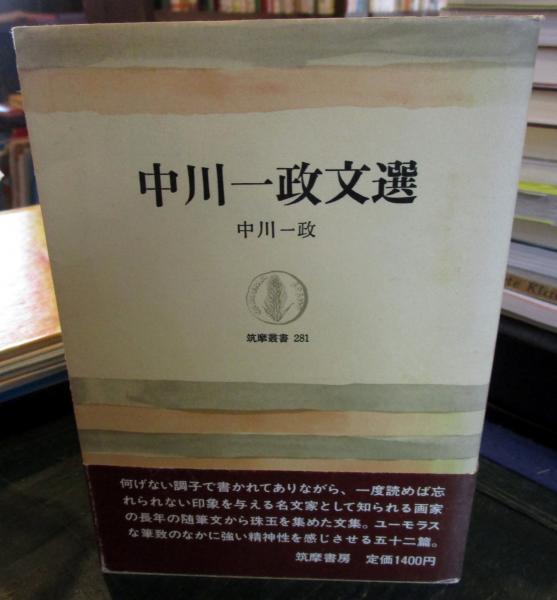 中川一政文選
中川一政
筑摩叢書 281
何げない調子で書かれてありながら、一度読めば忘
れられない印象を与える名文家として知られる画家
の長年の随筆文から珠玉を集めた文集。ユーモラス
な筆致のなかに強い精神性を感じさせる五十二篇。
筑摩書房 定価1400円